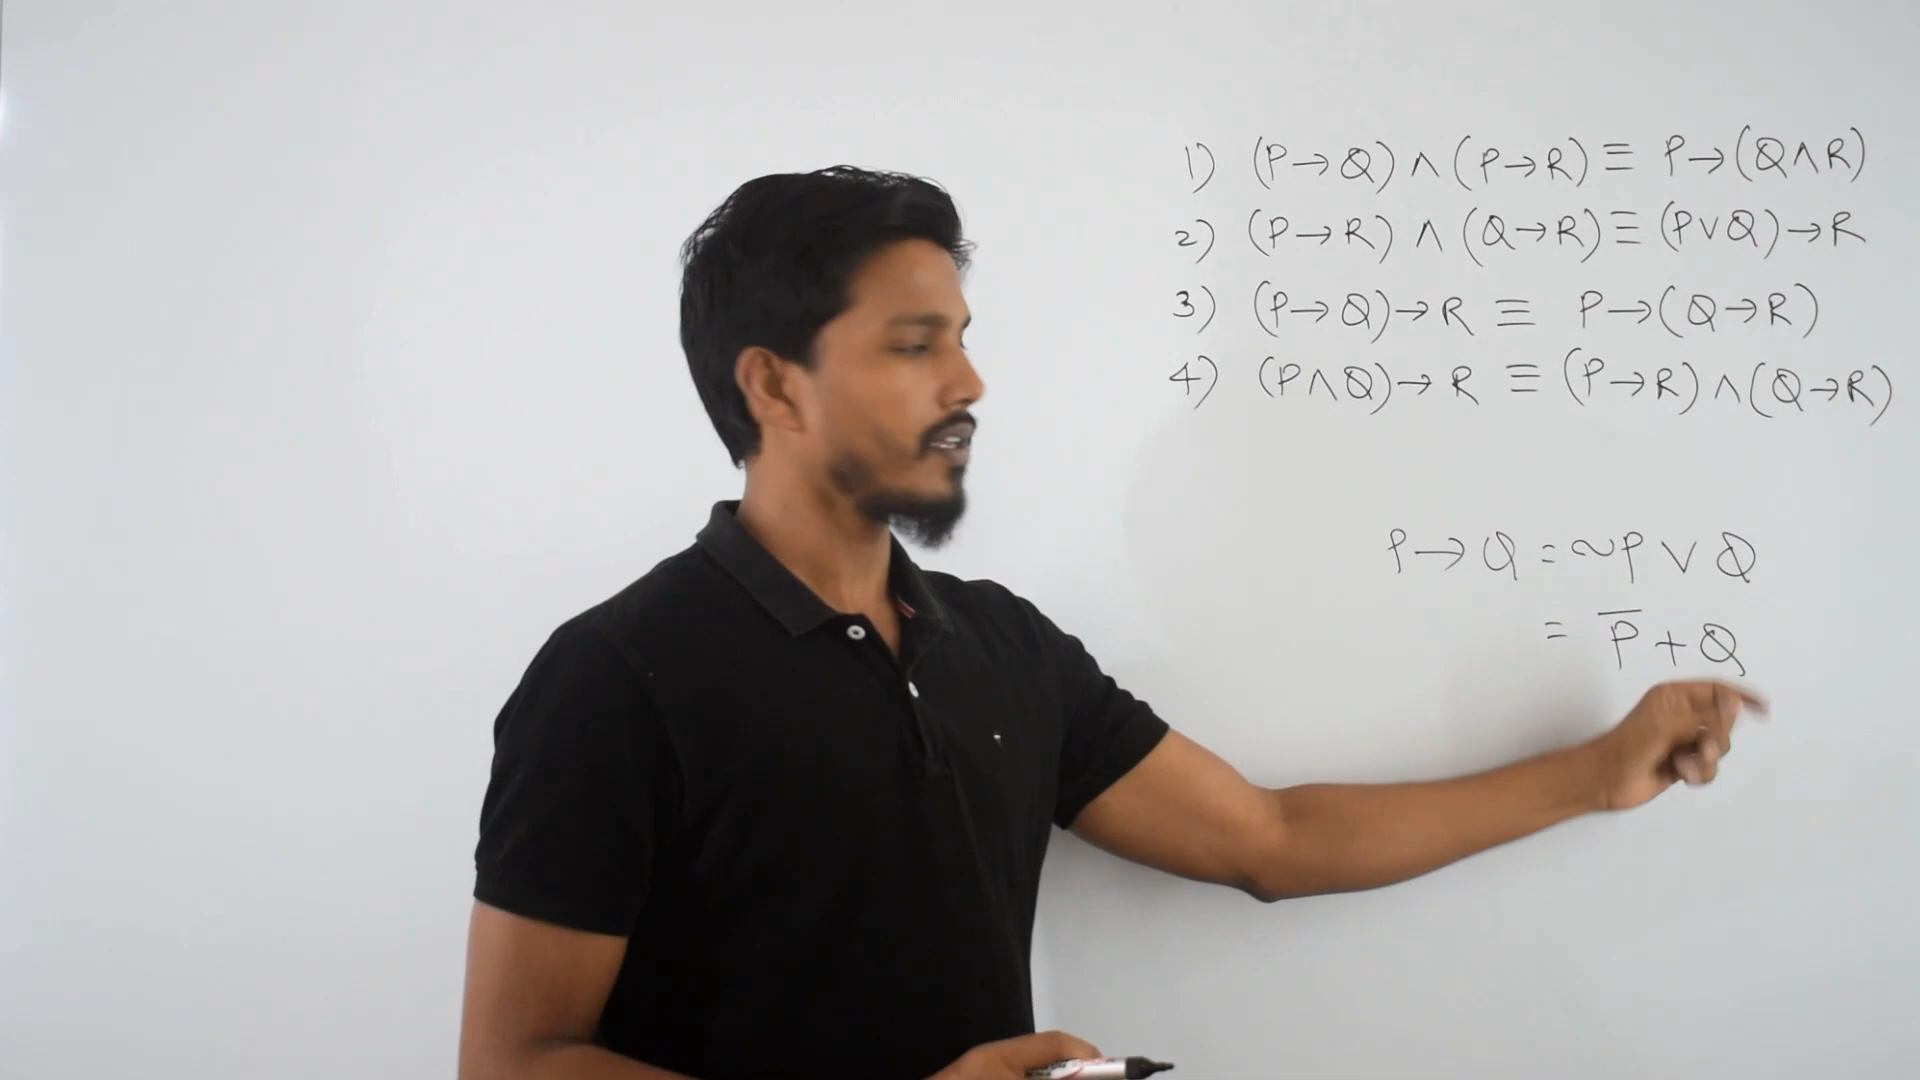 1) (P→Q) ∧ (P→R) ≡ P→(Q∧R)
2) (P→R) ∧ (Q→R) ≡ (P∨Q)→R
3) (P→Q)→R ≡ P→(Q→R)
4) (P∧Q)→R ≡ (P→R)∧(Q→R)
P→Q = ~P ∨ Q
= P̅ + Q